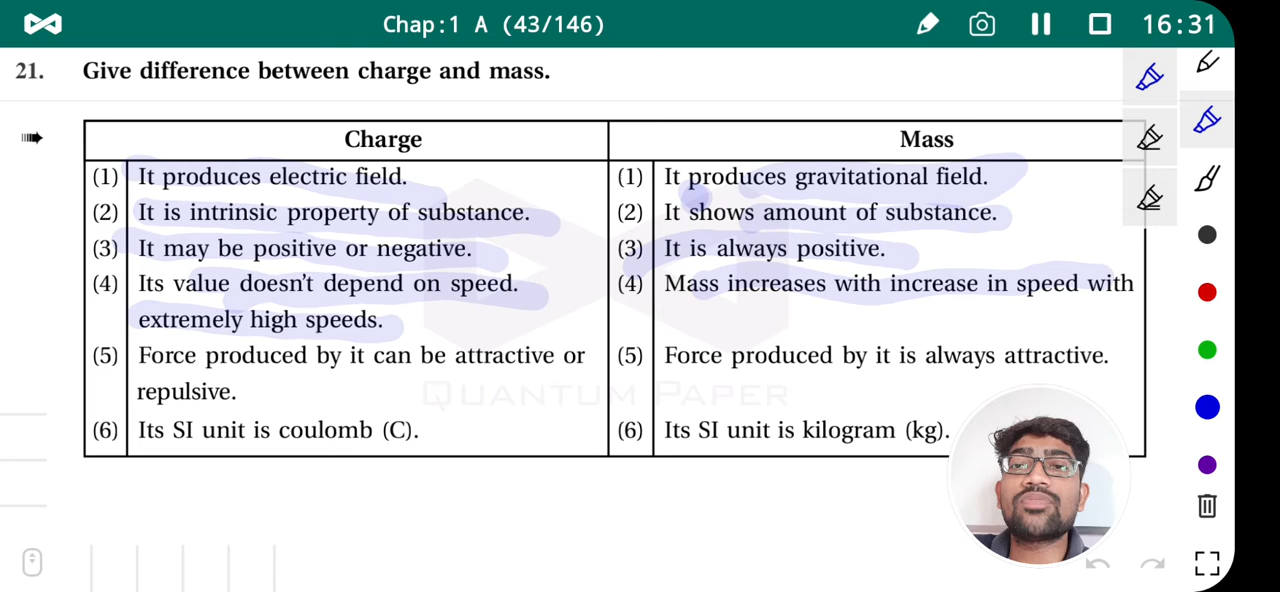 Chap:1 A (43/146)
16:31
21. Give difference between charge and mass.
Charge
Mass
(1) It produces electric field.
(1) It produces gravitational field.
(2) It is intrinsic property of substance.
(2) It shows amount of substance.
(3) It may be positive or negative.
(3) It is always positive.
(4) Its value doesn't depend on speed.
extremely high speeds.
(4) Mass increases with increase in speed with
(5) Force produced by it can be attractive or
repulsive.
(5) Force produced by it is always attractive.
(6) Its SI unit is coulomb (C).
(6) Its SI unit is kilogram (kg).
QUANTUM PAPER